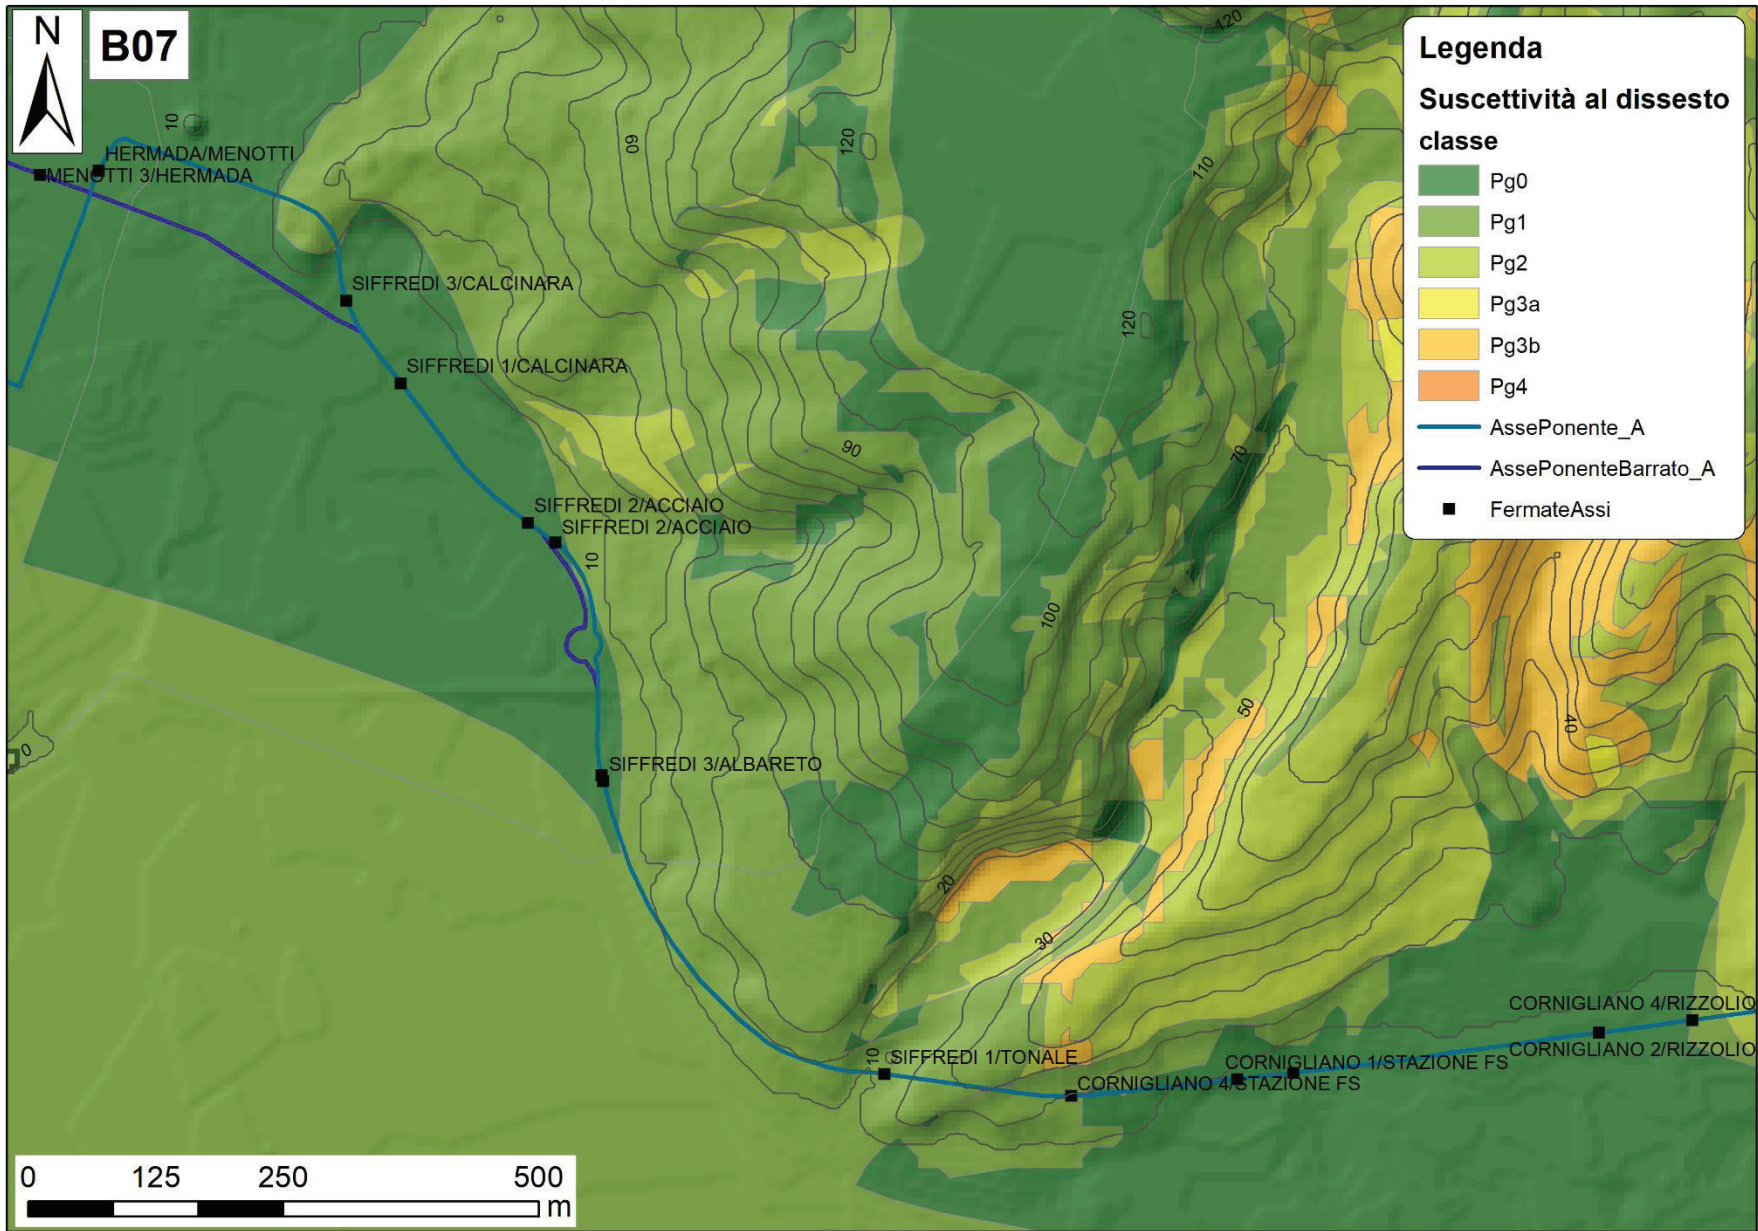 N
B07
120
Legenda
Suscettività al dissesto
classe
Pg0
Pg1
Pg2
Pg3a
Pg3b
Pg4
AssePonente_A
AssePonenteBarrato_A
FermateAssi
10
60
120
110
HERMADA/MENOTTI
MENOTTI 3/HERMADA
SIFFREDI 3/CALCINARA
120
SIFFREDI 1/CALCINARA
90
70
SIFFREDI 2/ACCIAIO
SIFFREDI 2/ACCIAIO
10
100
50
40
0
SIFFREDI 3/ALBARETO
20
30
CORNIGLIANO 4/RIZZOLIO
CORNIGLIANO 2/RIZZOLIO
10
SIFFREDI 1/TONALE
CORNIGLIANO 1/STAZIONE FS
CORNIGLIANO 4/STAZIONE FS
0 125 250 500
m